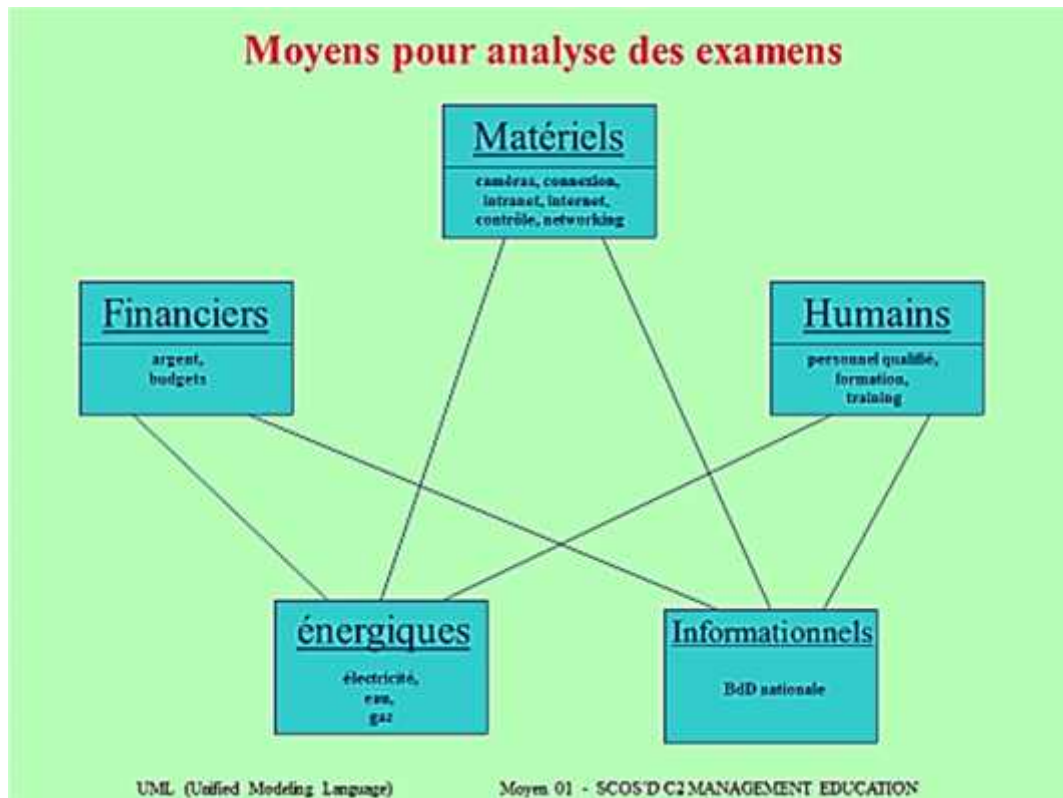 Moyens pour analyse des examens
Matériels
caméras, connexion,
intranet, internet,
contrôle, networking
Financiers
argent,
budgets
Humains
personnel qualifié,
formation,
training
énergiques
électricité,
eau,
gaz
Informationnels
BdD nationale
UML (Unified Modeling Language)
Moyen 01 - SCOS'D C2 MANAGEMENT EDUCATION